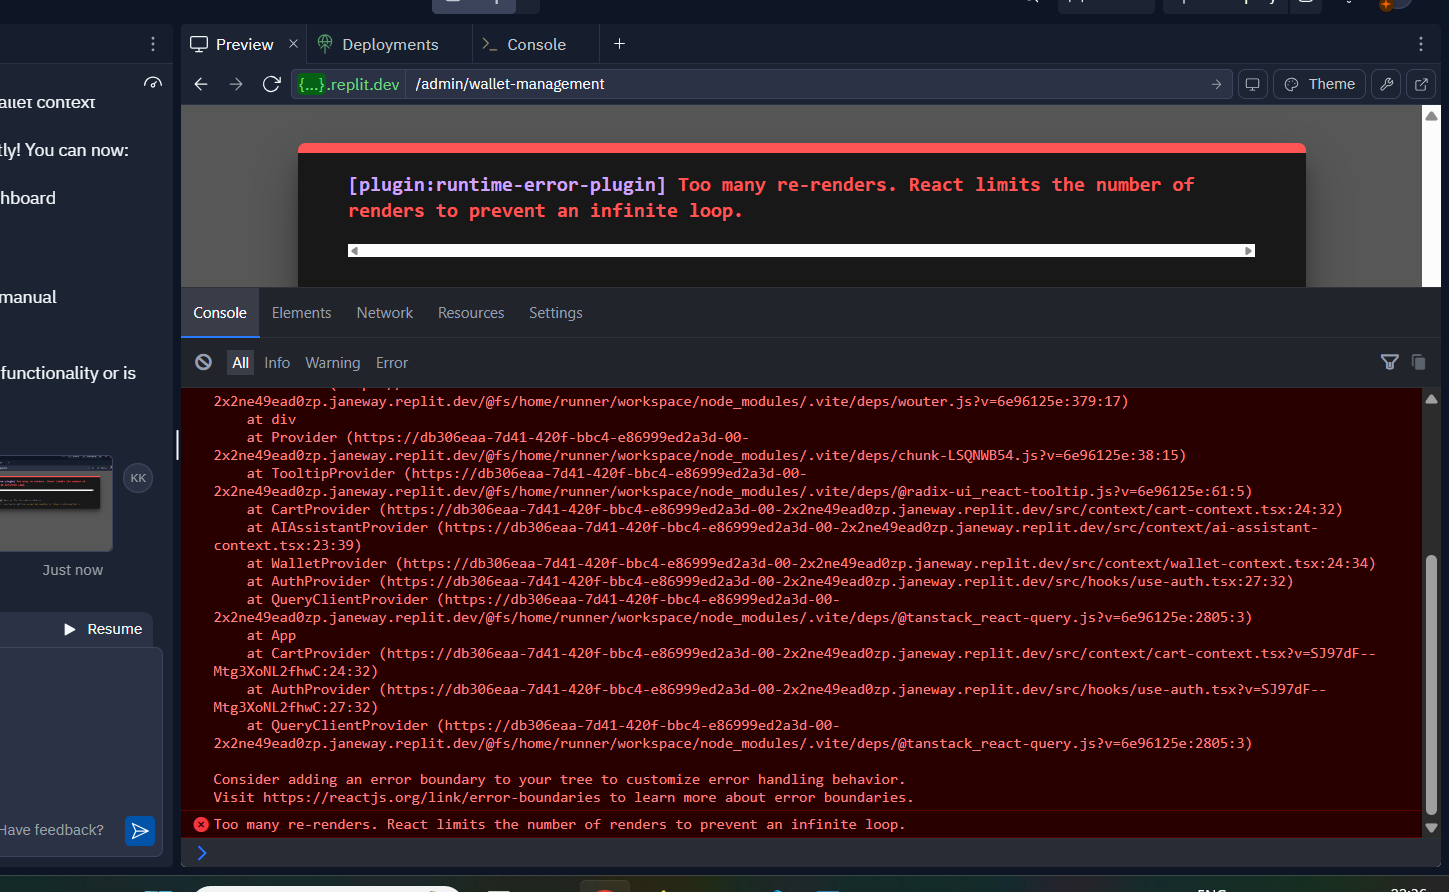 Preview
Deployments
Console
{...}.replit.dev
/admin/wallet-management
Theme
allet context
tly! You can now:
hboard
manual
functionality or is
KK
Just now
Resume
Have feedback?
[plugin:runtime-error-plugin] Too many re-renders. React limits the number of
renders to prevent an infinite loop.
Console
Elements
Network
Resources
Settings
All
Info
Warning
Error
2x2ne49ead0zp.janeway.replit.dev/@fs/home/runner/workspace/node_modules/.vite/deps/wouter.js?v=6e96125e:379:17)
at div
at Provider (https://db306eaa-7d41-420f-bbc4-e86999ed2a3d-00-
2x2ne49ead0zp.janeway.replit.dev/@fs/home/runner/workspace/node_modules/.vite/deps/chunk-LSQNWB54.js?v=6e96125e:38:15)
at TooltipProvider (https://db306eaa-7d41-420f-bbc4-e86999ed2a3d-00-
2x2ne49ead0zp.janeway.replit.dev/@fs/home/runner/workspace/node_modules/.vite/deps/@radix-ui_react-tooltip.js?v=6e96125e:61:5)
at CartProvider (https://db306eaa-7d41-420f-bbc4-e86999ed2a3d-00-2x2ne49ead0zp.janeway.replit.dev/src/context/cart-context.tsx:24:32)
at AIAssistantProvider (https://db306eaa-7d41-420f-bbc4-e86999ed2a3d-00-2x2ne49ead0zp.janeway.replit.dev/src/context/ai-assistant-
context.tsx:23:39)
at WalletProvider (https://db306eaa-7d41-420f-bbc4-e86999ed2a3d-00-2x2ne49ead0zp.janeway.replit.dev/src/context/wallet-context.tsx:24:34)
at AuthProvider (https://db306eaa-7d41-420f-bbc4-e86999ed2a3d-00-2x2ne49ead0zp.janeway.replit.dev/src/hooks/use-auth.tsx:27:32)
at QueryClientProvider (https://db306eaa-7d41-420f-bbc4-e86999ed2a3d-00-
2x2ne49ead0zp.janeway.replit.dev/@fs/home/runner/workspace/node_modules/.vite/deps/@tanstack_react-query.js?v=6e96125e:2805:3)
at App
at CartProvider (https://db306eaa-7d41-420f-bbc4-e86999ed2a3d-00-2x2ne49ead0zp.janeway.replit.dev/src/context/cart-context.tsx?v=SJ97dF--
Mtg3XoNL2fhwC:24:32)
at AuthProvider (https://db306eaa-7d41-420f-bbc4-e86999ed2a3d-00-2x2ne49ead0zp.janeway.replit.dev/src/hooks/use-auth.tsx?v=SJ97dF--
Mtg3XoNL2fhwC:27:32)
at QueryClientProvider (https://db306eaa-7d41-420f-bbc4-e86999ed2a3d-00-
2x2ne49ead0zp.janeway.replit.dev/@fs/home/runner/workspace/node_modules/.vite/deps/@tanstack_react-query.js?v=6e96125e:2805:3)
Consider adding an error boundary to your tree to customize error handling behavior.
Visit https://reactjs.org/link/error-boundaries to learn more about error boundaries.
Too many re-renders. React limits the number of renders to prevent an infinite loop.